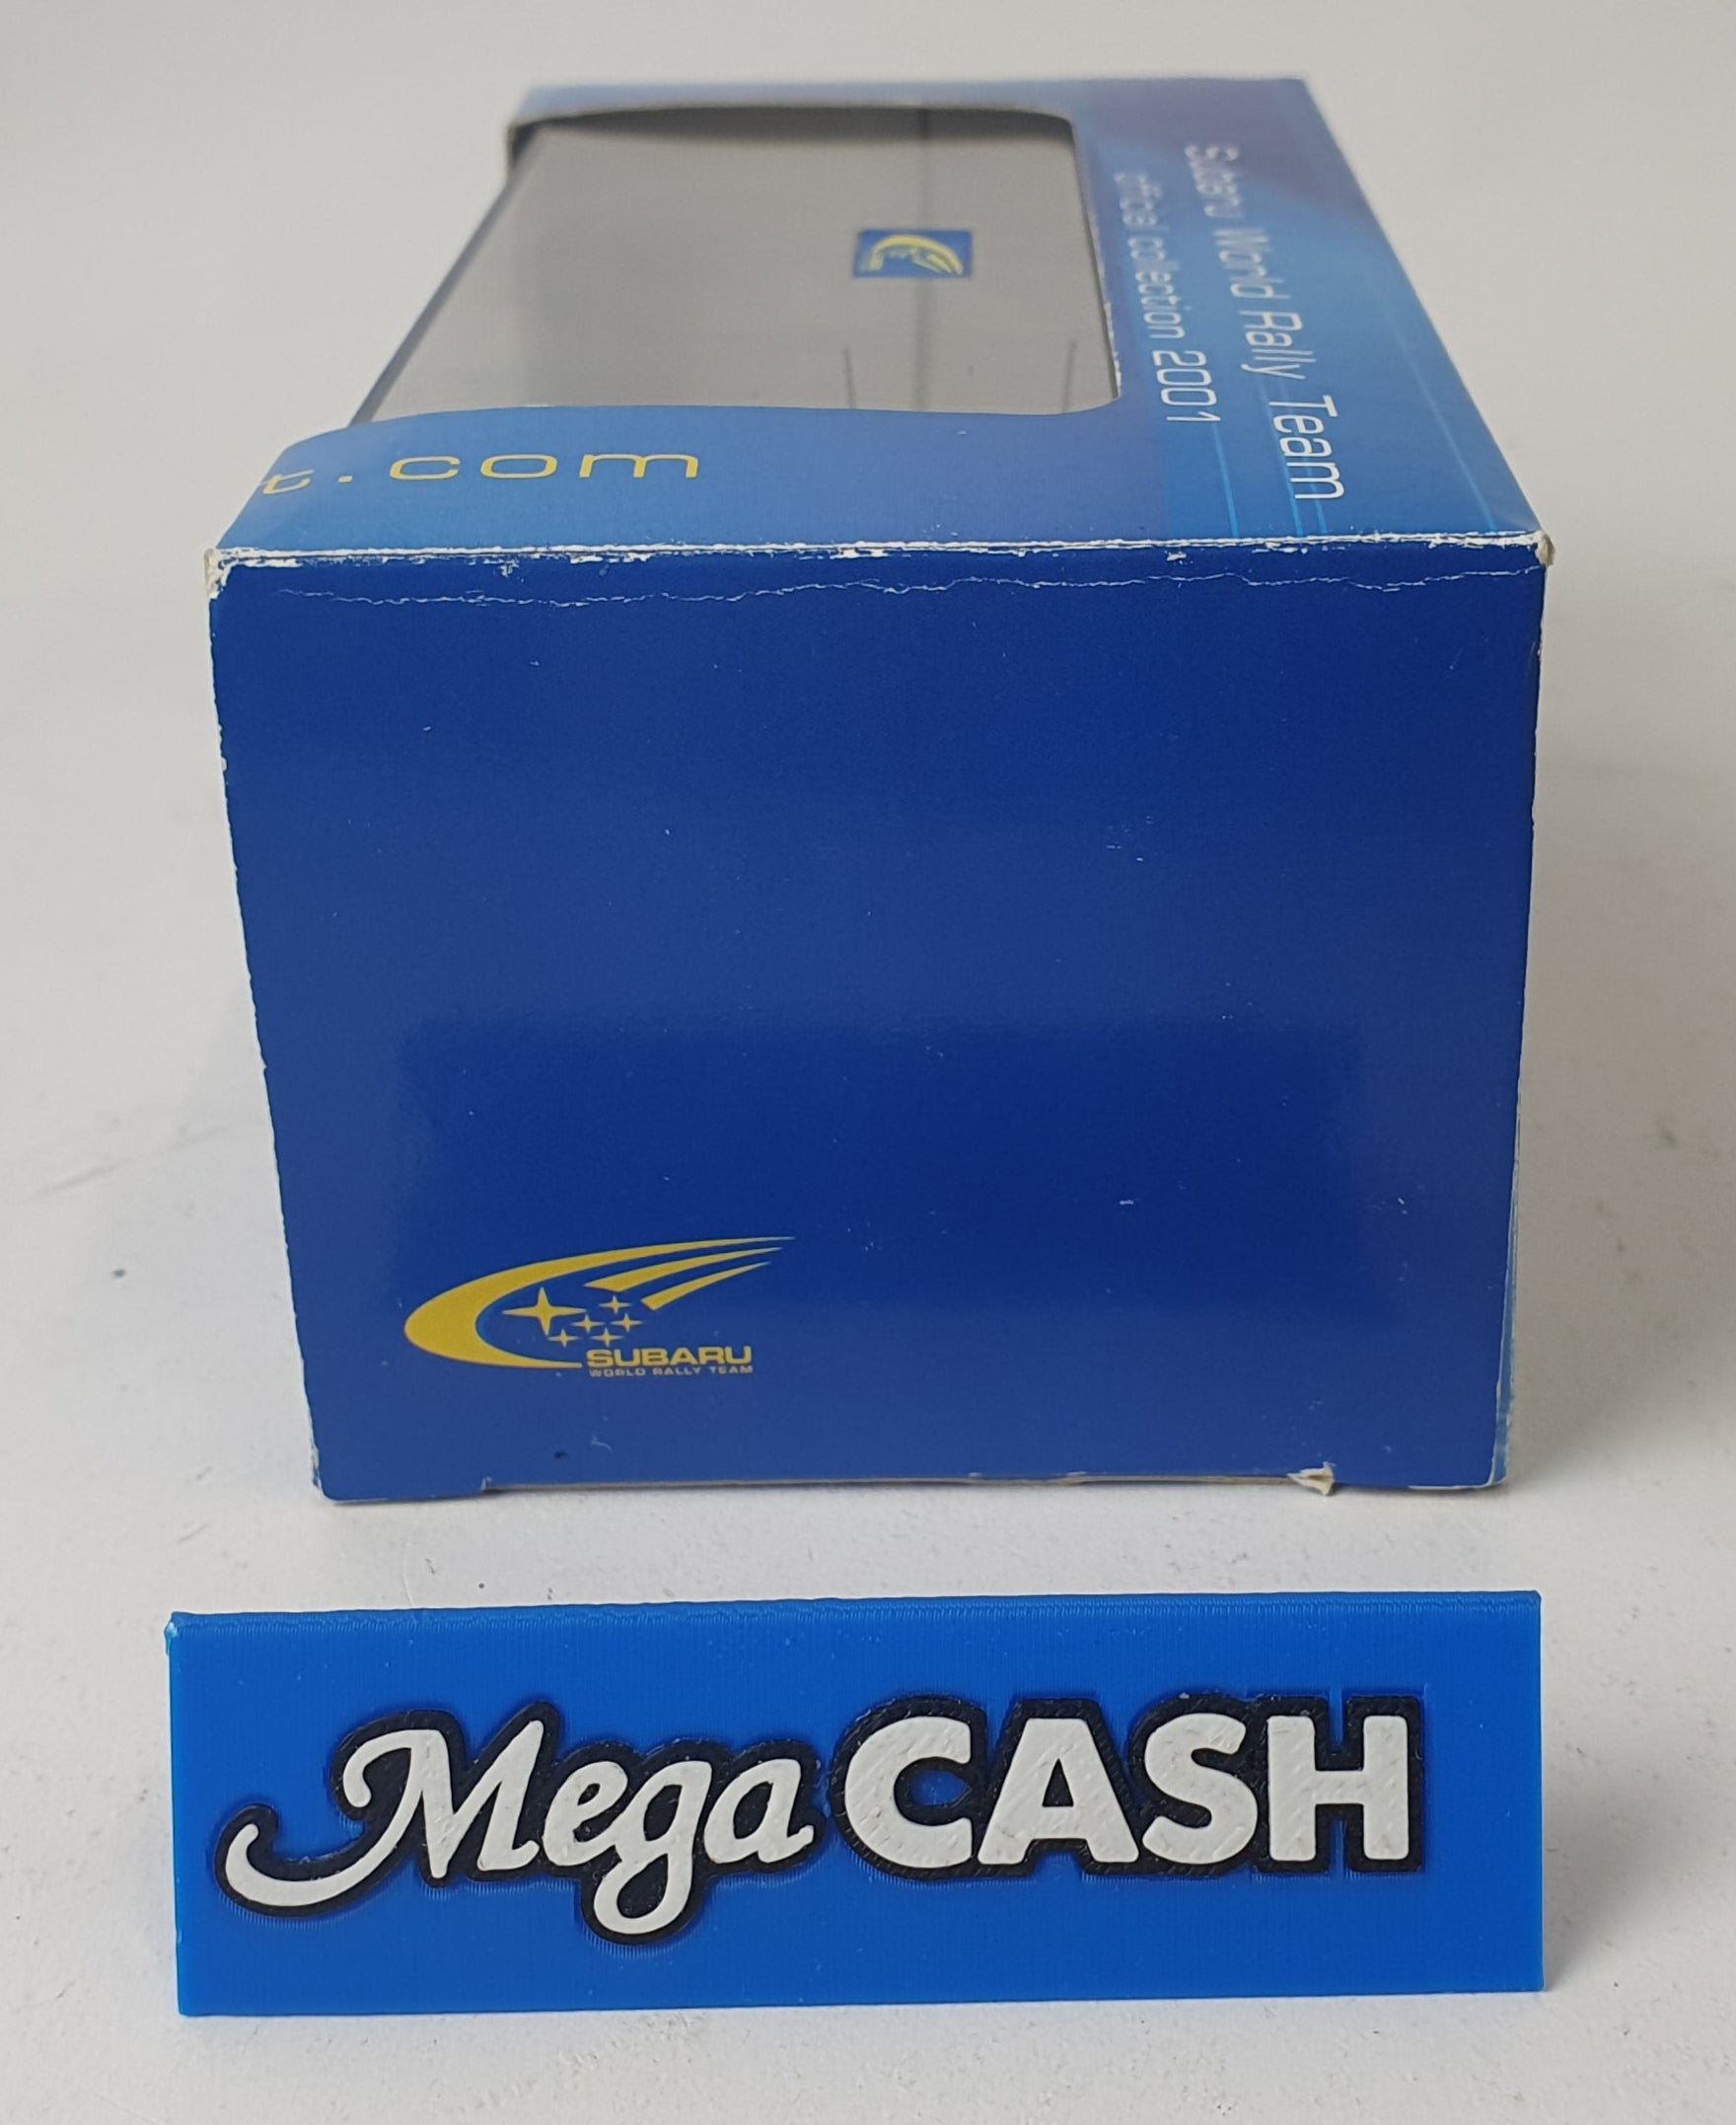 Subaru World Rally Team
official collection 2001
t.com
SUBARU
WORLD RALLY TEAM
Mega CASH